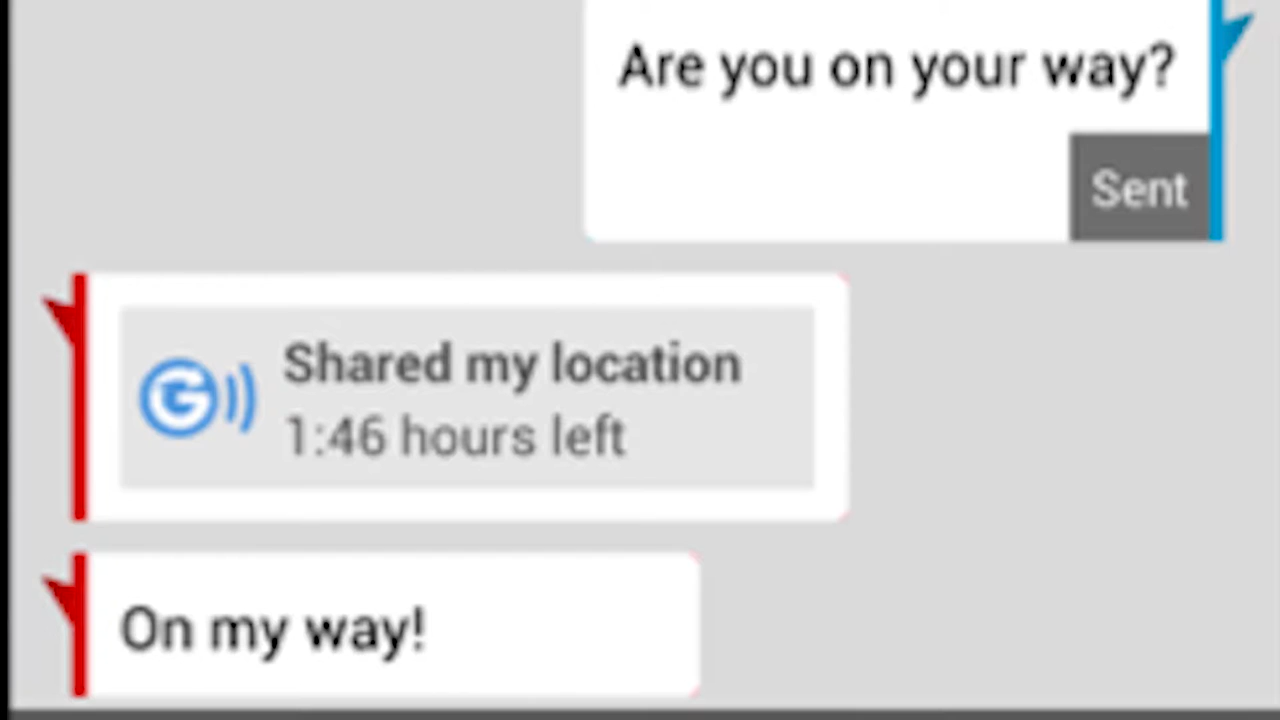 Are you on your way?
Sent
Shared my location
1:46 hours left
On my way!